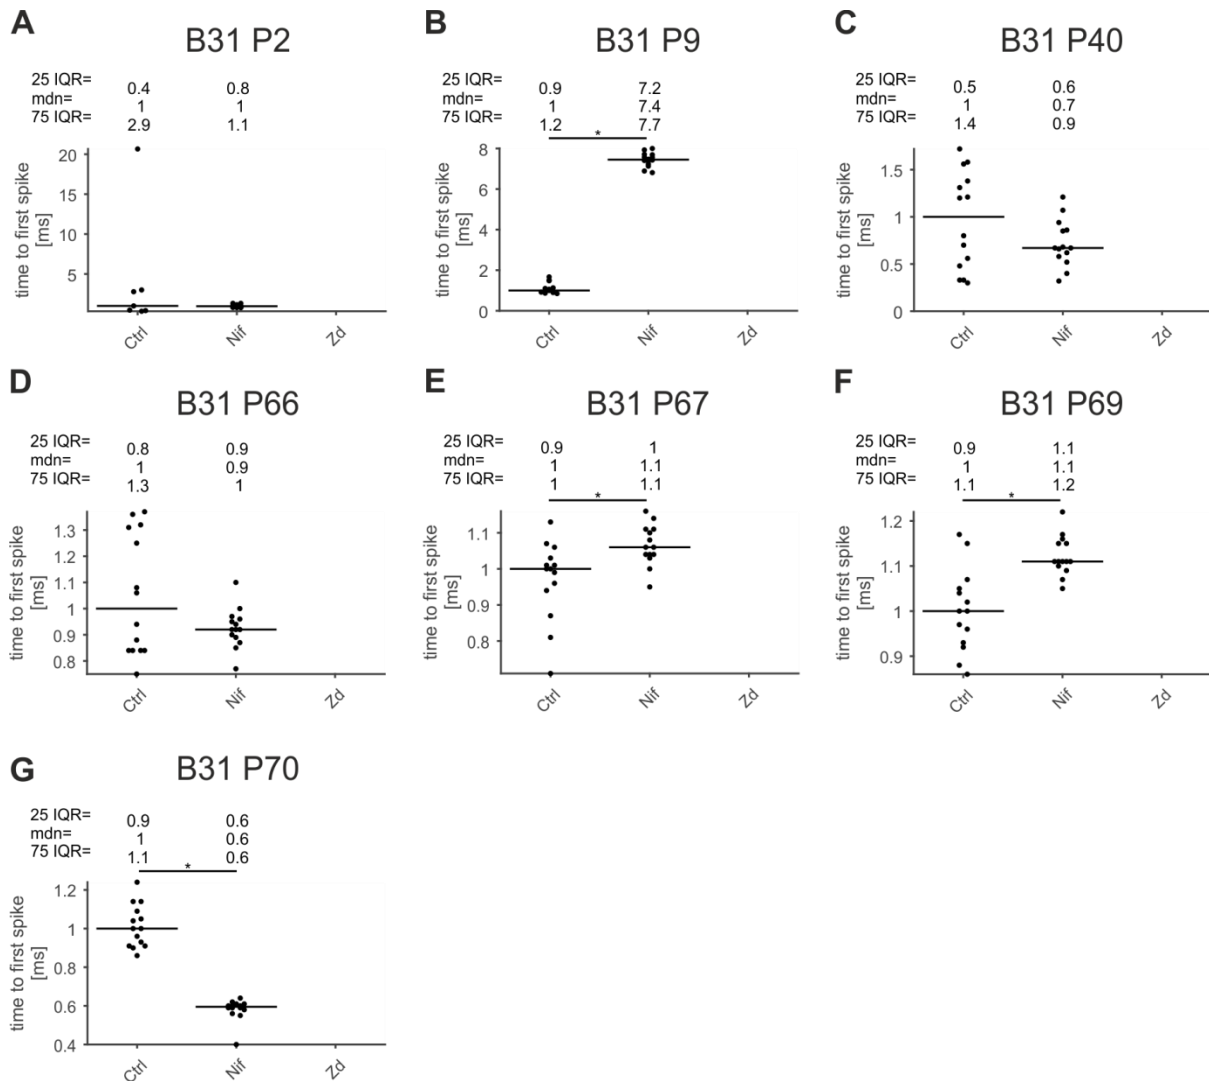 A
B31 P2
25 IQR= 0.4 0.8
mdn= 1 1
75 IQR= 2.9 1.1
time to first spike
[ms]
20
15
10
5
Ctrl Nif Zd
B
B31 P9
25 IQR= 0.9 7.2
mdn= 1 7.4
75 IQR= 1.2 7.7
*
time to first spike
[ms]
8
6
4
2
0
Ctrl Nif Zd
C
B31 P40
25 IQR= 0.5 0.6
mdn= 1 0.7
75 IQR= 1.4 0.9
time to first spike
[ms]
1.5
1
0.5
0
Ctrl Nif Zd
D
B31 P66
25 IQR= 0.8 0.9
mdn= 1 0.9
75 IQR= 1.3 1
time to first spike
[ms]
1.3
1.2
1.1
1
0.9
0.8
Ctrl Nif Zd
E
B31 P67
25 IQR= 0.9 1
mdn= 1 1.1
75 IQR= 1 1.1
*
time to first spike
[ms]
1.1
1
0.9
0.8
Ctrl Nif Zd
F
B31 P69
25 IQR= 0.9 1.1
mdn= 1 1.1
75 IQR= 1.1 1.2
*
time to first spike
[ms]
1.2
1.1
1
0.9
Ctrl Nif Zd
G
B31 P70
25 IQR= 0.9 0.6
mdn= 1 0.6
75 IQR= 1.1 0.6
*
time to first spike
[ms]
1.2
1
0.8
0.6
0.4
Ctrl Nif Zd